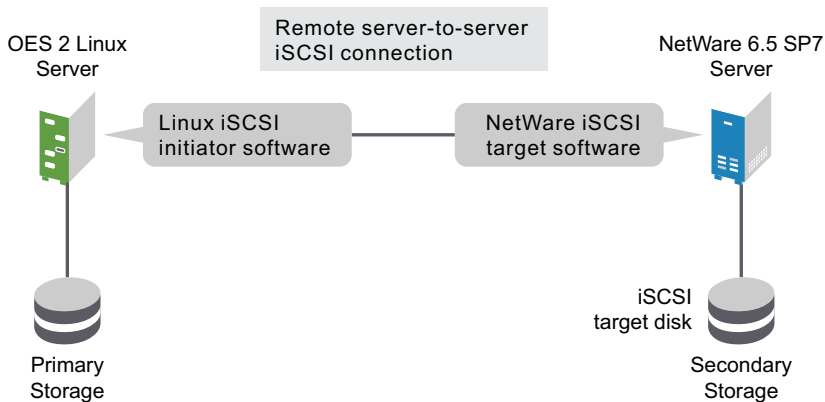 Remote server-to-server
iSCSI connection
OES 2 Linux
Server
NetWare 6.5 SP7
Server
Linux iSCSI
initiator software
NetWare iSCSI
target software
iSCSI
target disk
Primary
Storage
Secondary
Storage